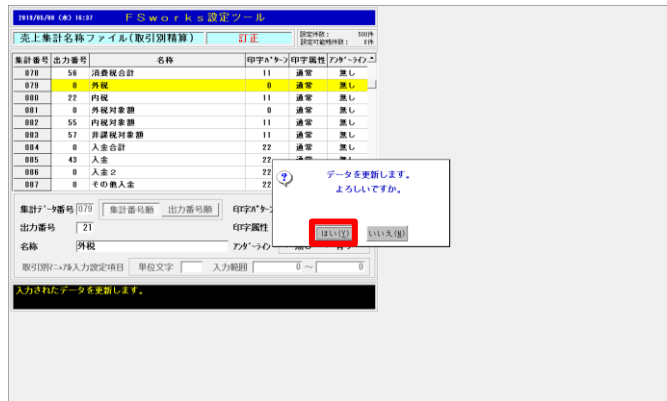 2019/05/08 (水) 16:37 FSworks設定ツール
売上集計名称ファイル(取引別精算) 訂正 設定件数: 500件
設定可能残件数: 0件
集計番号 出力番号 名称 印字ﾊﾟﾀｰﾝ 印字属性 ｱﾝﾀﾞｰﾗｲﾝ
078 56 消費税合計 11 通常 無し
079 0 外税 0 通常 無し
080 22 内税 11 通常 無し
081 0 外税対象額 0 通常 無し
082 55 内税対象額 11 通常 無し
083 57 非課税対象額 11 通常 無し
084 0 入金合計 22 通常 無し
085 43 入金 22
086 0 入金2 22
087 0 その他入金 22
データを更新します。
よろしいですか。
はい(Y) いいえ(N)
集計ﾃﾞｰﾀ番号 079 集計番号順 出力番号順 印字ﾊﾟﾀｰﾝ
出力番号 21 印字属性
名称 外税 ｱﾝﾀﾞｰﾗｲﾝ
取引別ﾏﾆｭｱﾙ入力設定項目 単位文字 入力範囲 0 ～ 0
入力されたデータを更新します。